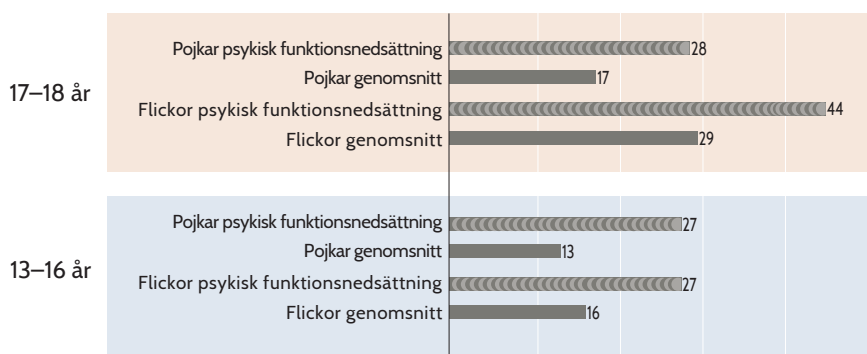 17–18 år
Pojkar psykisk funktionsnedsättning 28
Pojkar genomsnitt 17
Flickor psykisk funktionsnedsättning 44
Flickor genomsnitt 29
13–16 år
Pojkar psykisk funktionsnedsättning 27
Pojkar genomsnitt 13
Flickor psykisk funktionsnedsättning 27
Flickor genomsnitt 16